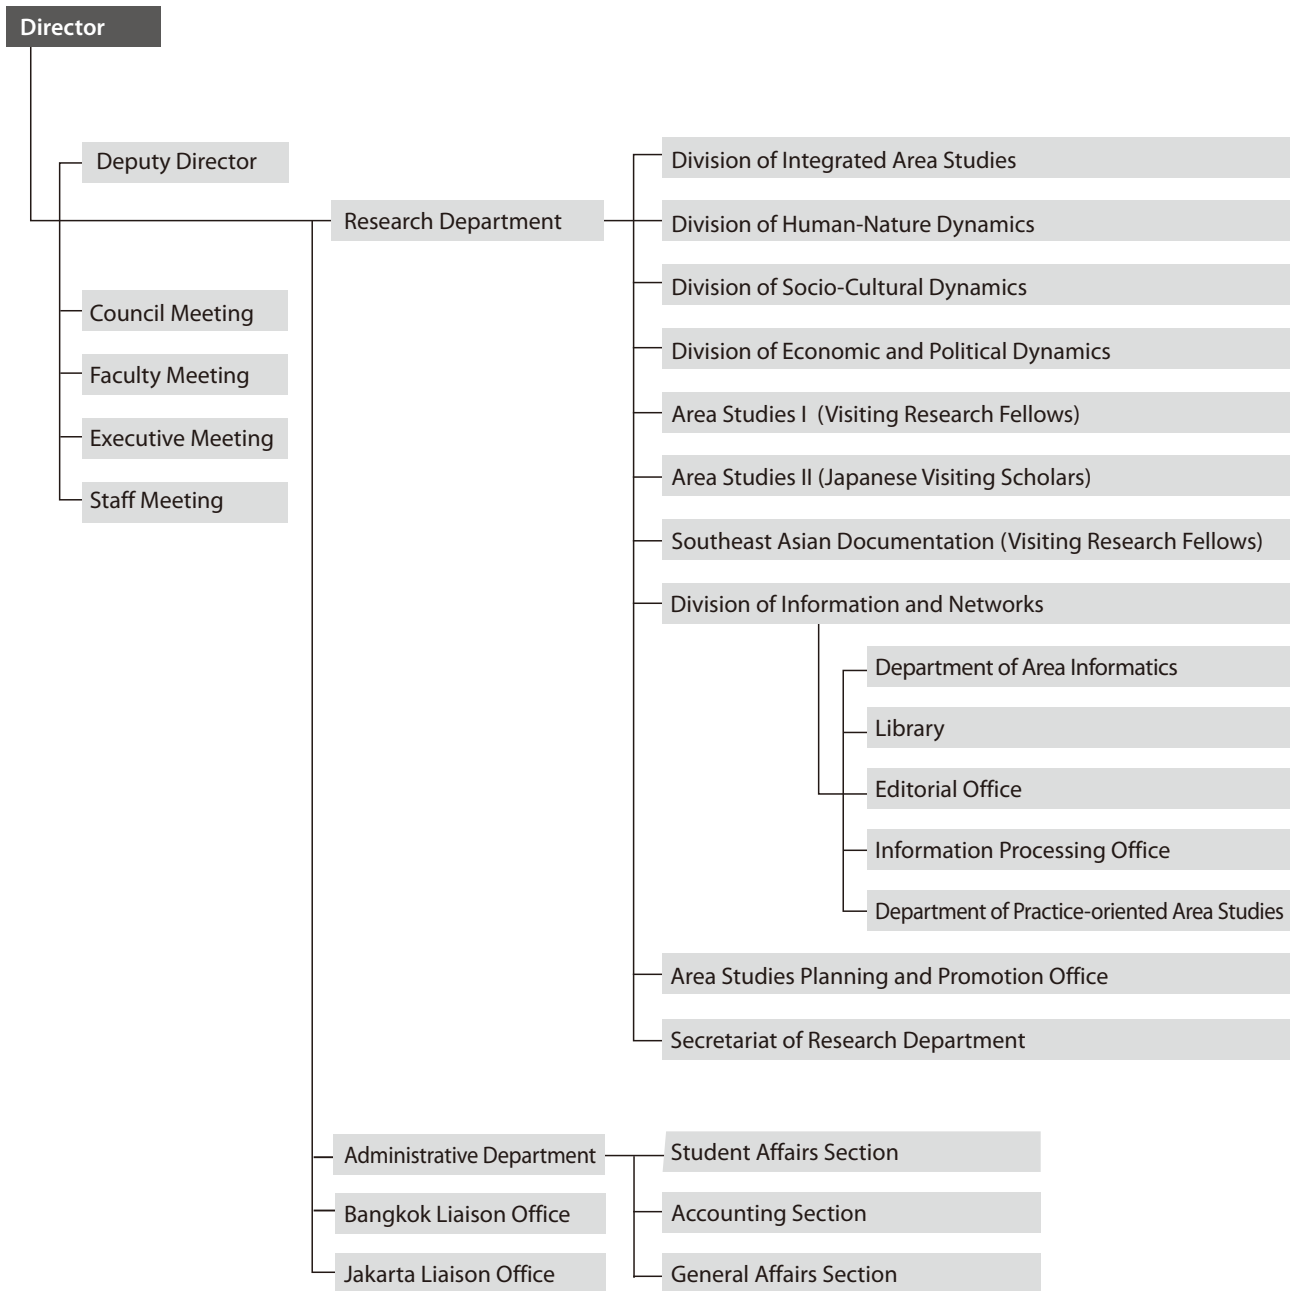 Director
Deputy Director
Council Meeting
Faculty Meeting
Executive Meeting
Staff Meeting
Research Department
Division of Integrated Area Studies
Division of Human-Nature Dynamics
Division of Socio-Cultural Dynamics
Division of Economic and Political Dynamics
Area Studies I (Visiting Research Fellows)
Area Studies II (Japanese Visiting Scholars)
Southeast Asian Documentation (Visiting Research Fellows)
Division of Information and Networks
Department of Area Informatics
Library
Editorial Office
Information Processing Office
Department of Practice-oriented Area Studies
Area Studies Planning and Promotion Office
Secretariat of Research Department
Administrative Department
Student Affairs Section
Accounting Section
General Affairs Section
Bangkok Liaison Office
Jakarta Liaison Office